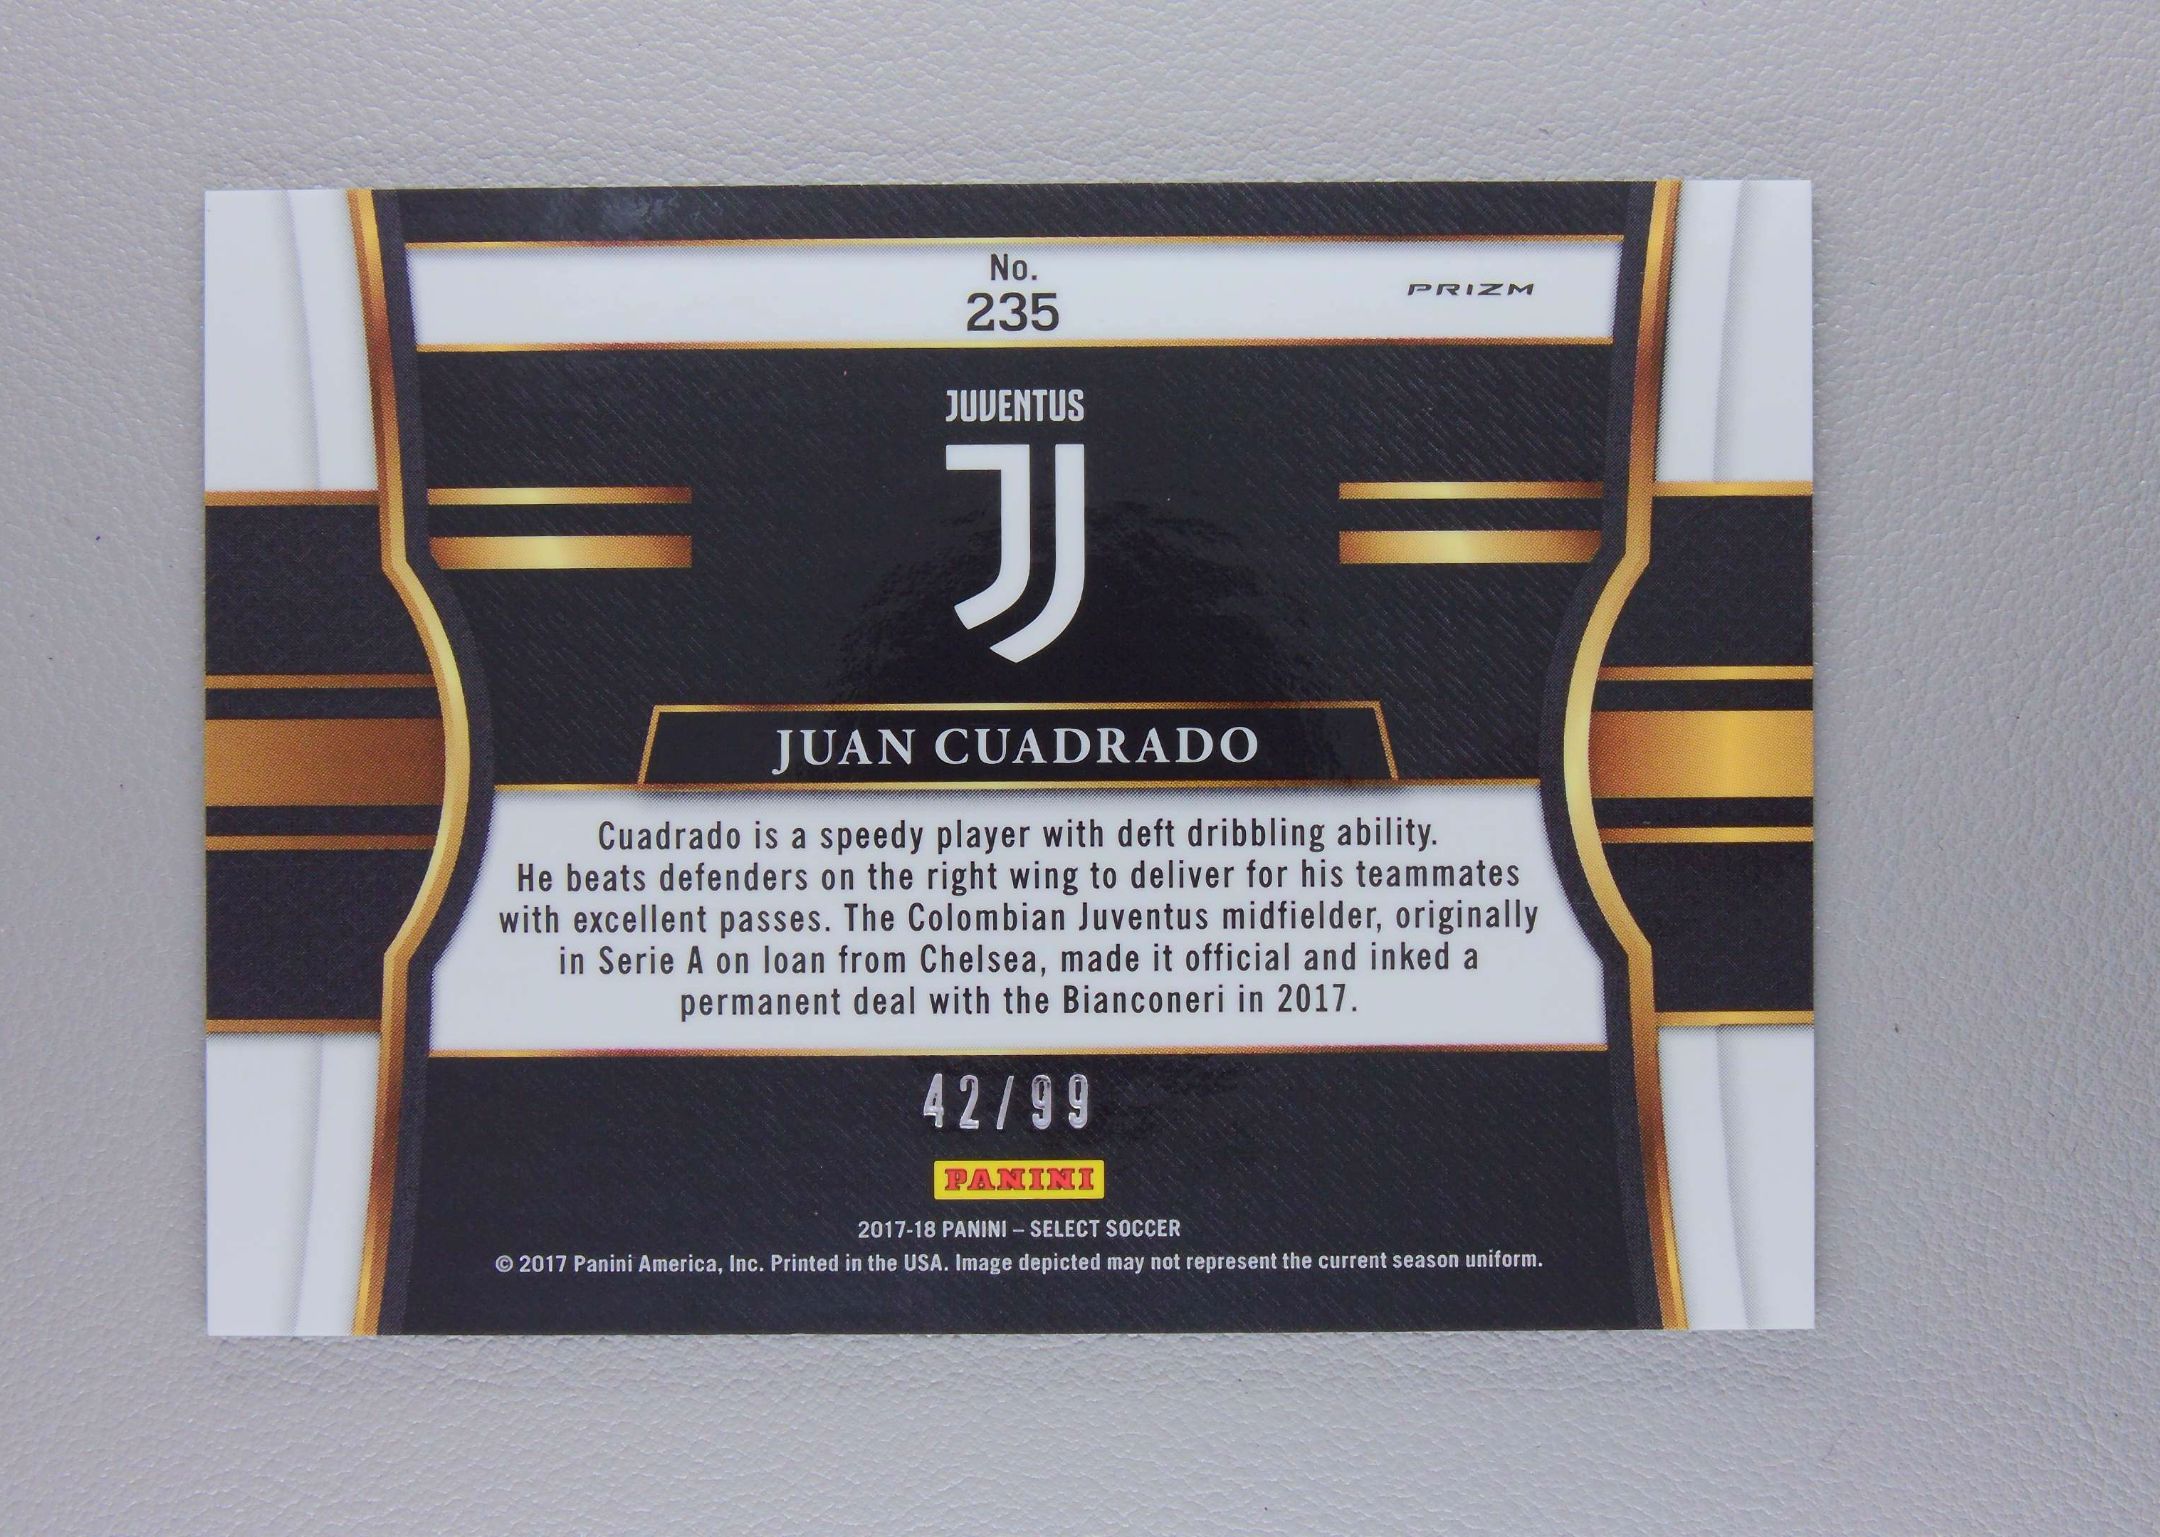 No.
235
PRIZM
JUVENTUS
JUAN CUADRADO
Cuadrado is a speedy player with deft dribbling ability.
He beats defenders on the right wing to deliver for his teammates
with excellent passes. The Colombian Juventus midfielder, originally
in Serie A on loan from Chelsea, made it official and inked a
permanent deal with the Bianconeri in 2017.
42/99
PANINI
2017-18 PANINI – SELECT SOCCER
© 2017 Panini America, Inc. Printed in the USA. Image depicted may not represent the current season uniform.